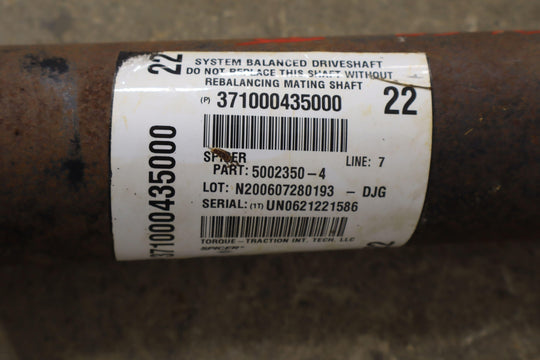 22
SYSTEM BALANCED DRIVESHAFT
DO NOT REPLACE THIS SHAFT WITHOUT
REBALANCING MATING SHAFT
(P) 371000435000
22
371000435000
SPICER
LINE: 7
PART: 5002350-4
LOT: N200607280193 - DJG
SERIAL: (1T) UN0621221586
TORQUE-TRACTION INT. TECH, LLC
SPICER